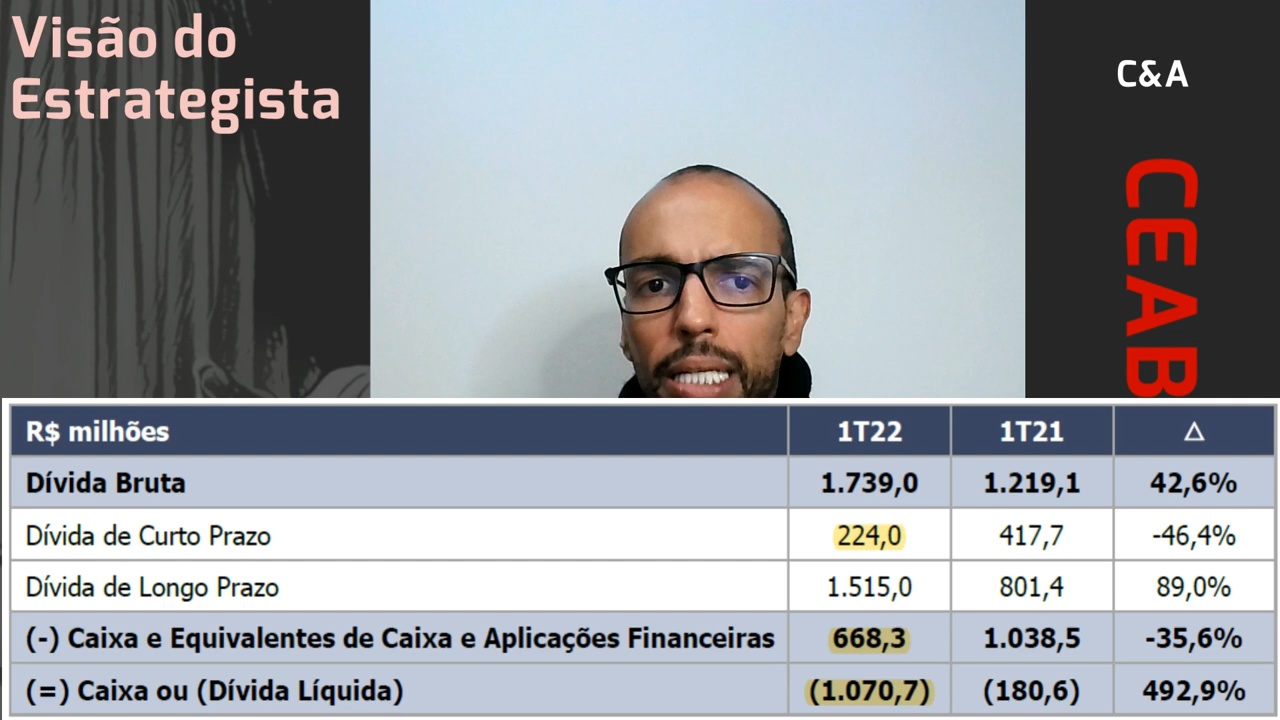 Visão do
Estrategista
C&A
CEAB
R$ milhões 1T22 1T21 △
Dívida Bruta 1.739,0 1.219,1 42,6%
Dívida de Curto Prazo 224,0 417,7 -46,4%
Dívida de Longo Prazo 1.515,0 801,4 89,0%
(-) Caixa e Equivalentes de Caixa e Aplicações Financeiras 668,3 1.038,5 -35,6%
(=) Caixa ou (Dívida Líquida) (1.070,7) (180,6) 492,9%